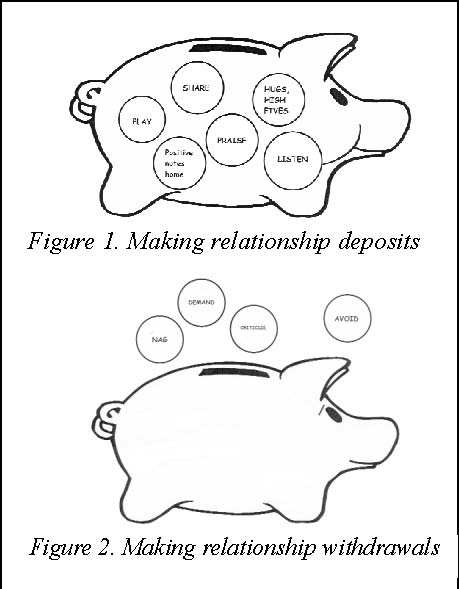 SHARE
HUGS,
HIGH
FIVES
PLAY
PRAISE
Positive
notes
home
LISTEN
Figure 1. Making relationship deposits
DEMAND
NAG
CRITICIZE
AVOID
Figure 2. Making relationship withdrawals